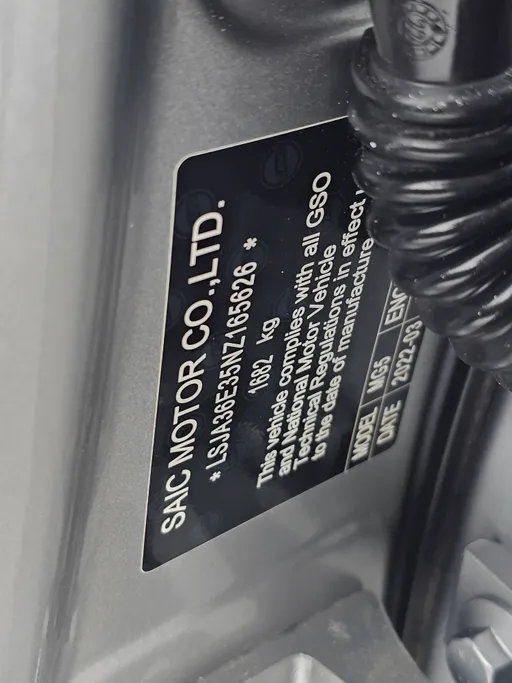 SAIC MOTOR CO.,LTD.
* LSJA36E35NZ165626 *
1682 kg
This vehicle complies with all GSO
and National Motor Vehicle
Technical Regulations in effect
to the date of manufacture
MODEL MG5 ENG
DATE 2022-03